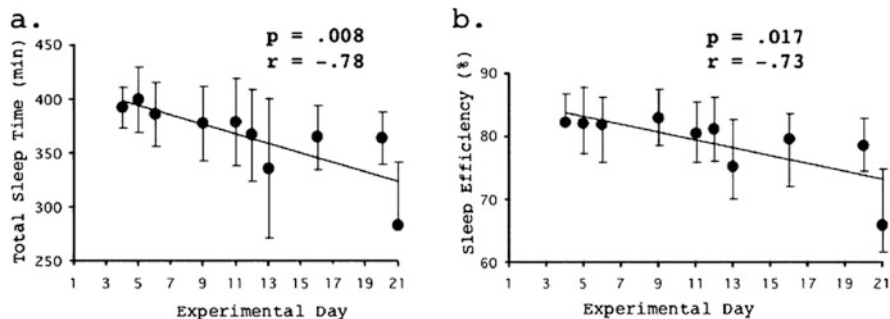 a.
p = .008
r = -.78
Total Sleep Time (min)
450
400
350
300
250
1 3 5 7 9 11 13 15 17 19 21
Experimental Day
b.
p = .017
r = -.73
Sleep Efficiency (%)
90
80
70
60
1 3 5 7 9 11 13 15 17 19 21
Experimental Day